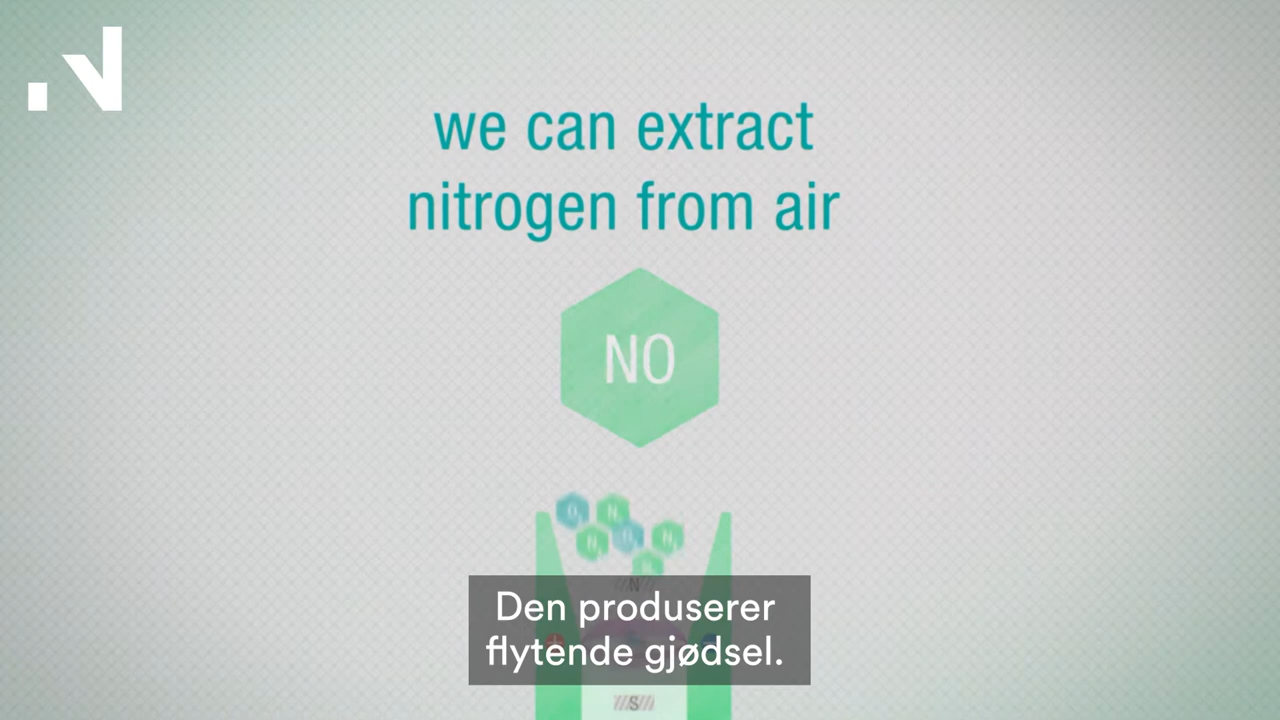 we can extract
nitrogen from air
NO
N
Den produserer
flytende gjødsel.
S